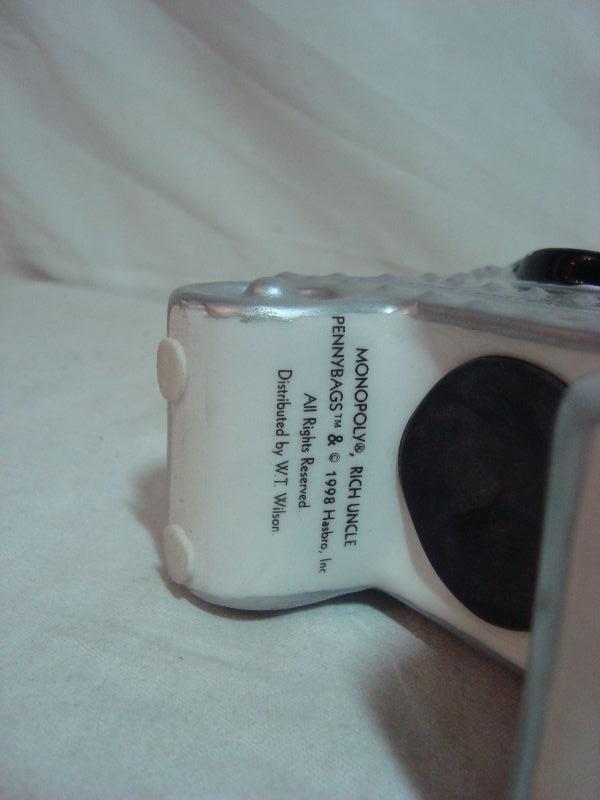 MONOPOLY®, RICH UNCLE
PENNYBAGS™ & © 1998 Hasbro, Inc
All Rights Reserved.
Distributed by W.T. Wilson.